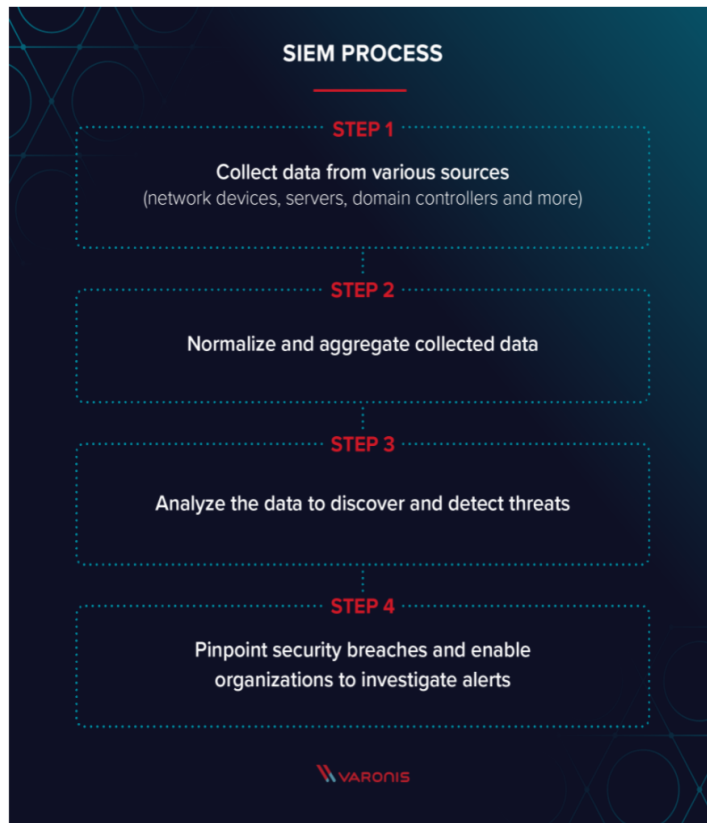 SIEM PROCESS
STEP 1
Collect data from various sources
(network devices, servers, domain controllers and more)
STEP 2
Normalize and aggregate collected data
STEP 3
Analyze the data to discover and detect threats
STEP 4
Pinpoint security breaches and enable
organizations to investigate alerts
VARONIS